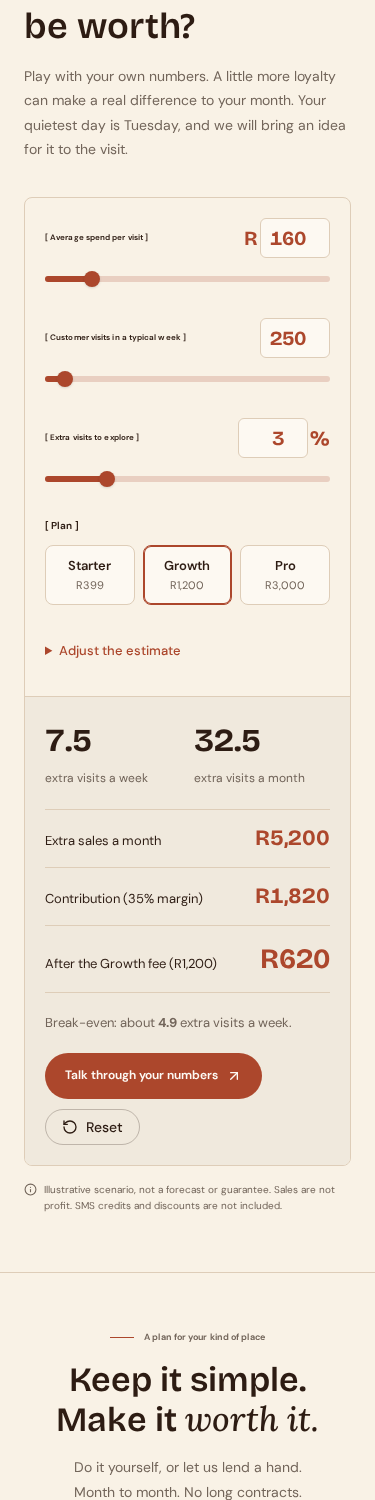 be worth?
Play with your own numbers. A little more loyalty
can make a real difference to your month. Your
quietest day is Tuesday, and we will bring an idea
for it to the visit.
[ Average spend per visit ]
R 160
[ Customer visits in a typical week ]
250
[ Extra visits to explore ]
3 %
[ Plan ]
Starter Growth Pro
R399 R1,200 R3,000
Adjust the estimate
7.5 32.5
extra visits a week extra visits a month
Extra sales a month R5,200
Contribution (35% margin) R1,820
After the Growth fee (R1,200) R620
Break-even: about 4.9 extra visits a week.
Talk through your numbers
Reset
Illustrative scenario, not a forecast or guarantee. Sales are not
profit. SMS credits and discounts are not included.
A plan for your kind of place
Keep it simple.
Make it worth it.
Do it yourself, or let us lend a hand.
Month to month. No long contracts.